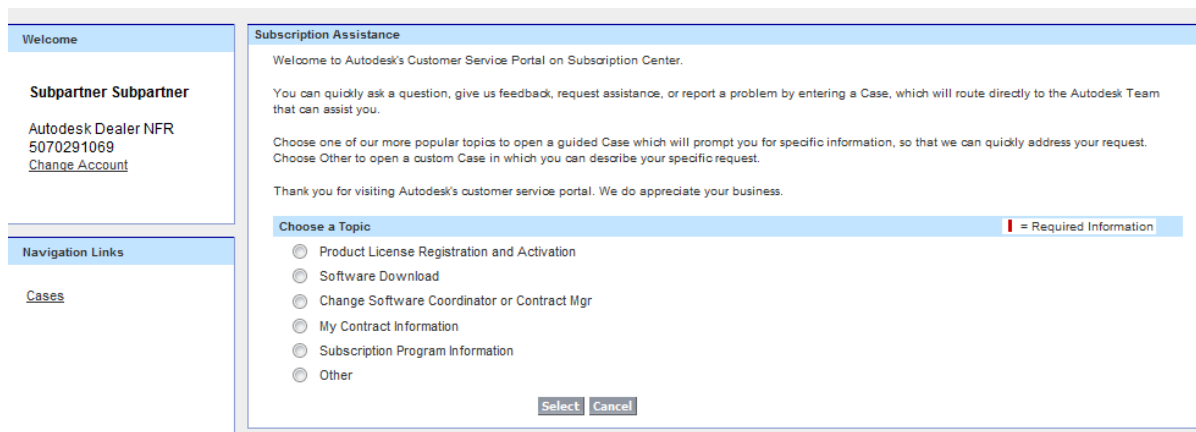 Welcome
Subpartner Subpartner
Autodesk Dealer NFR
5070291069
Change Account
Navigation Links
Cases
Subscription Assistance
Welcome to Autodesk's Customer Service Portal on Subscription Center.
You can quickly ask a question, give us feedback, request assistance, or report a problem by entering a Case, which will route directly to the Autodesk Team
that can assist you.
Choose one of our more popular topics to open a guided Case which will prompt you for specific information, so that we can quickly address your request.
Choose Other to open a custom Case in which you can describe your specific request.
Thank you for visiting Autodesk's customer service portal. We do appreciate your business.
Choose a Topic
= Required Information
Product License Registration and Activation
Software Download
Change Software Coordinator or Contract Mgr
My Contract Information
Subscription Program Information
Other
Select Cancel